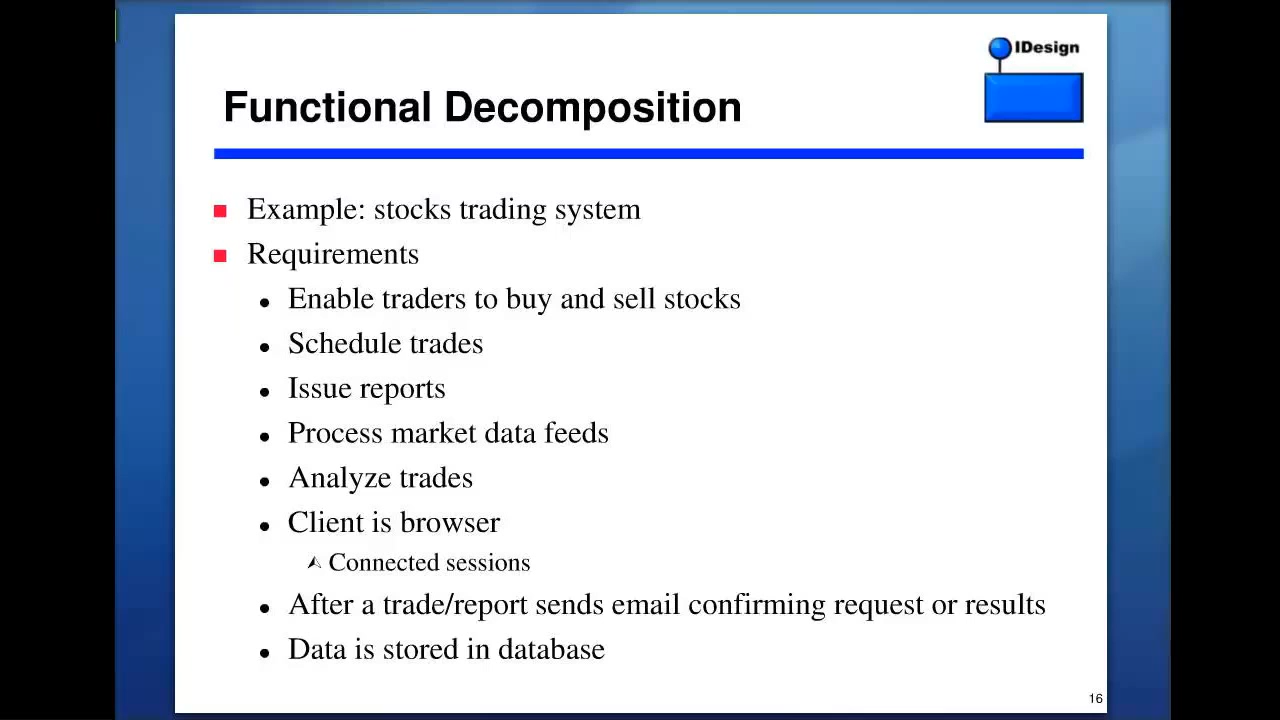 IDesign
Functional Decomposition
Example: stocks trading system
Requirements
Enable traders to buy and sell stocks
Schedule trades
Issue reports
Process market data feeds
Analyze trades
Client is browser
Connected sessions
After a trade/report sends email confirming request or results
Data is stored in database
16